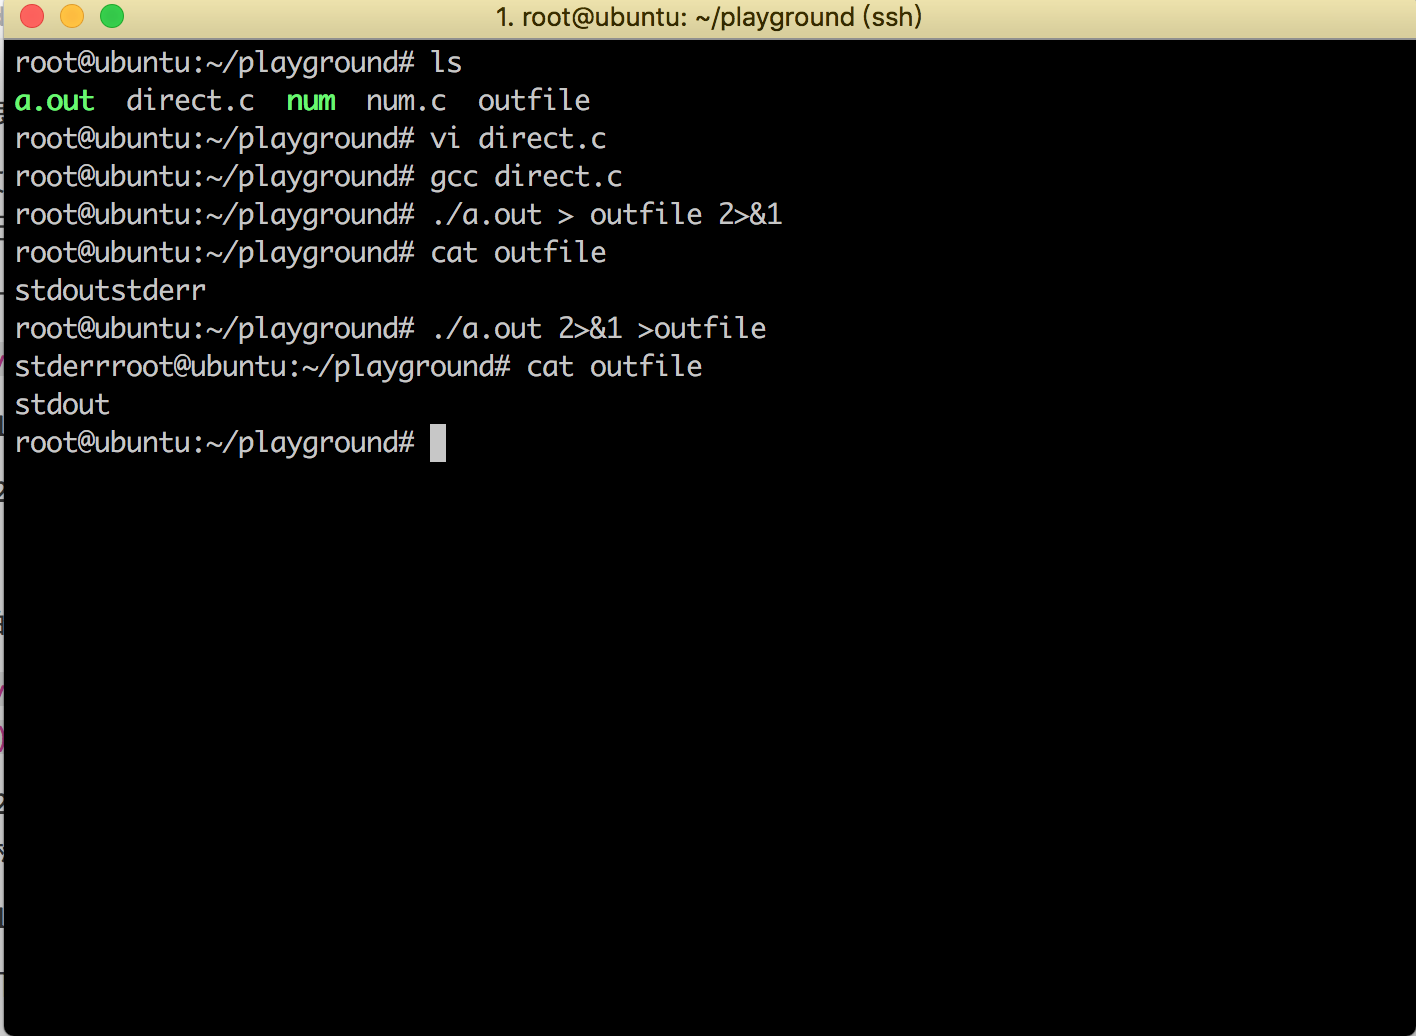 1. root@ubuntu: ~/playground (ssh)
root@ubuntu:~/playground# ls
a.out  direct.c  num  num.c  outfile
root@ubuntu:~/playground# vi direct.c
root@ubuntu:~/playground# gcc direct.c
root@ubuntu:~/playground# ./a.out > outfile 2>&1
root@ubuntu:~/playground# cat outfile
stdoutstderr
root@ubuntu:~/playground# ./a.out 2>&1 >outfile
stderrroot@ubuntu:~/playground# cat outfile
stdout
root@ubuntu:~/playground#